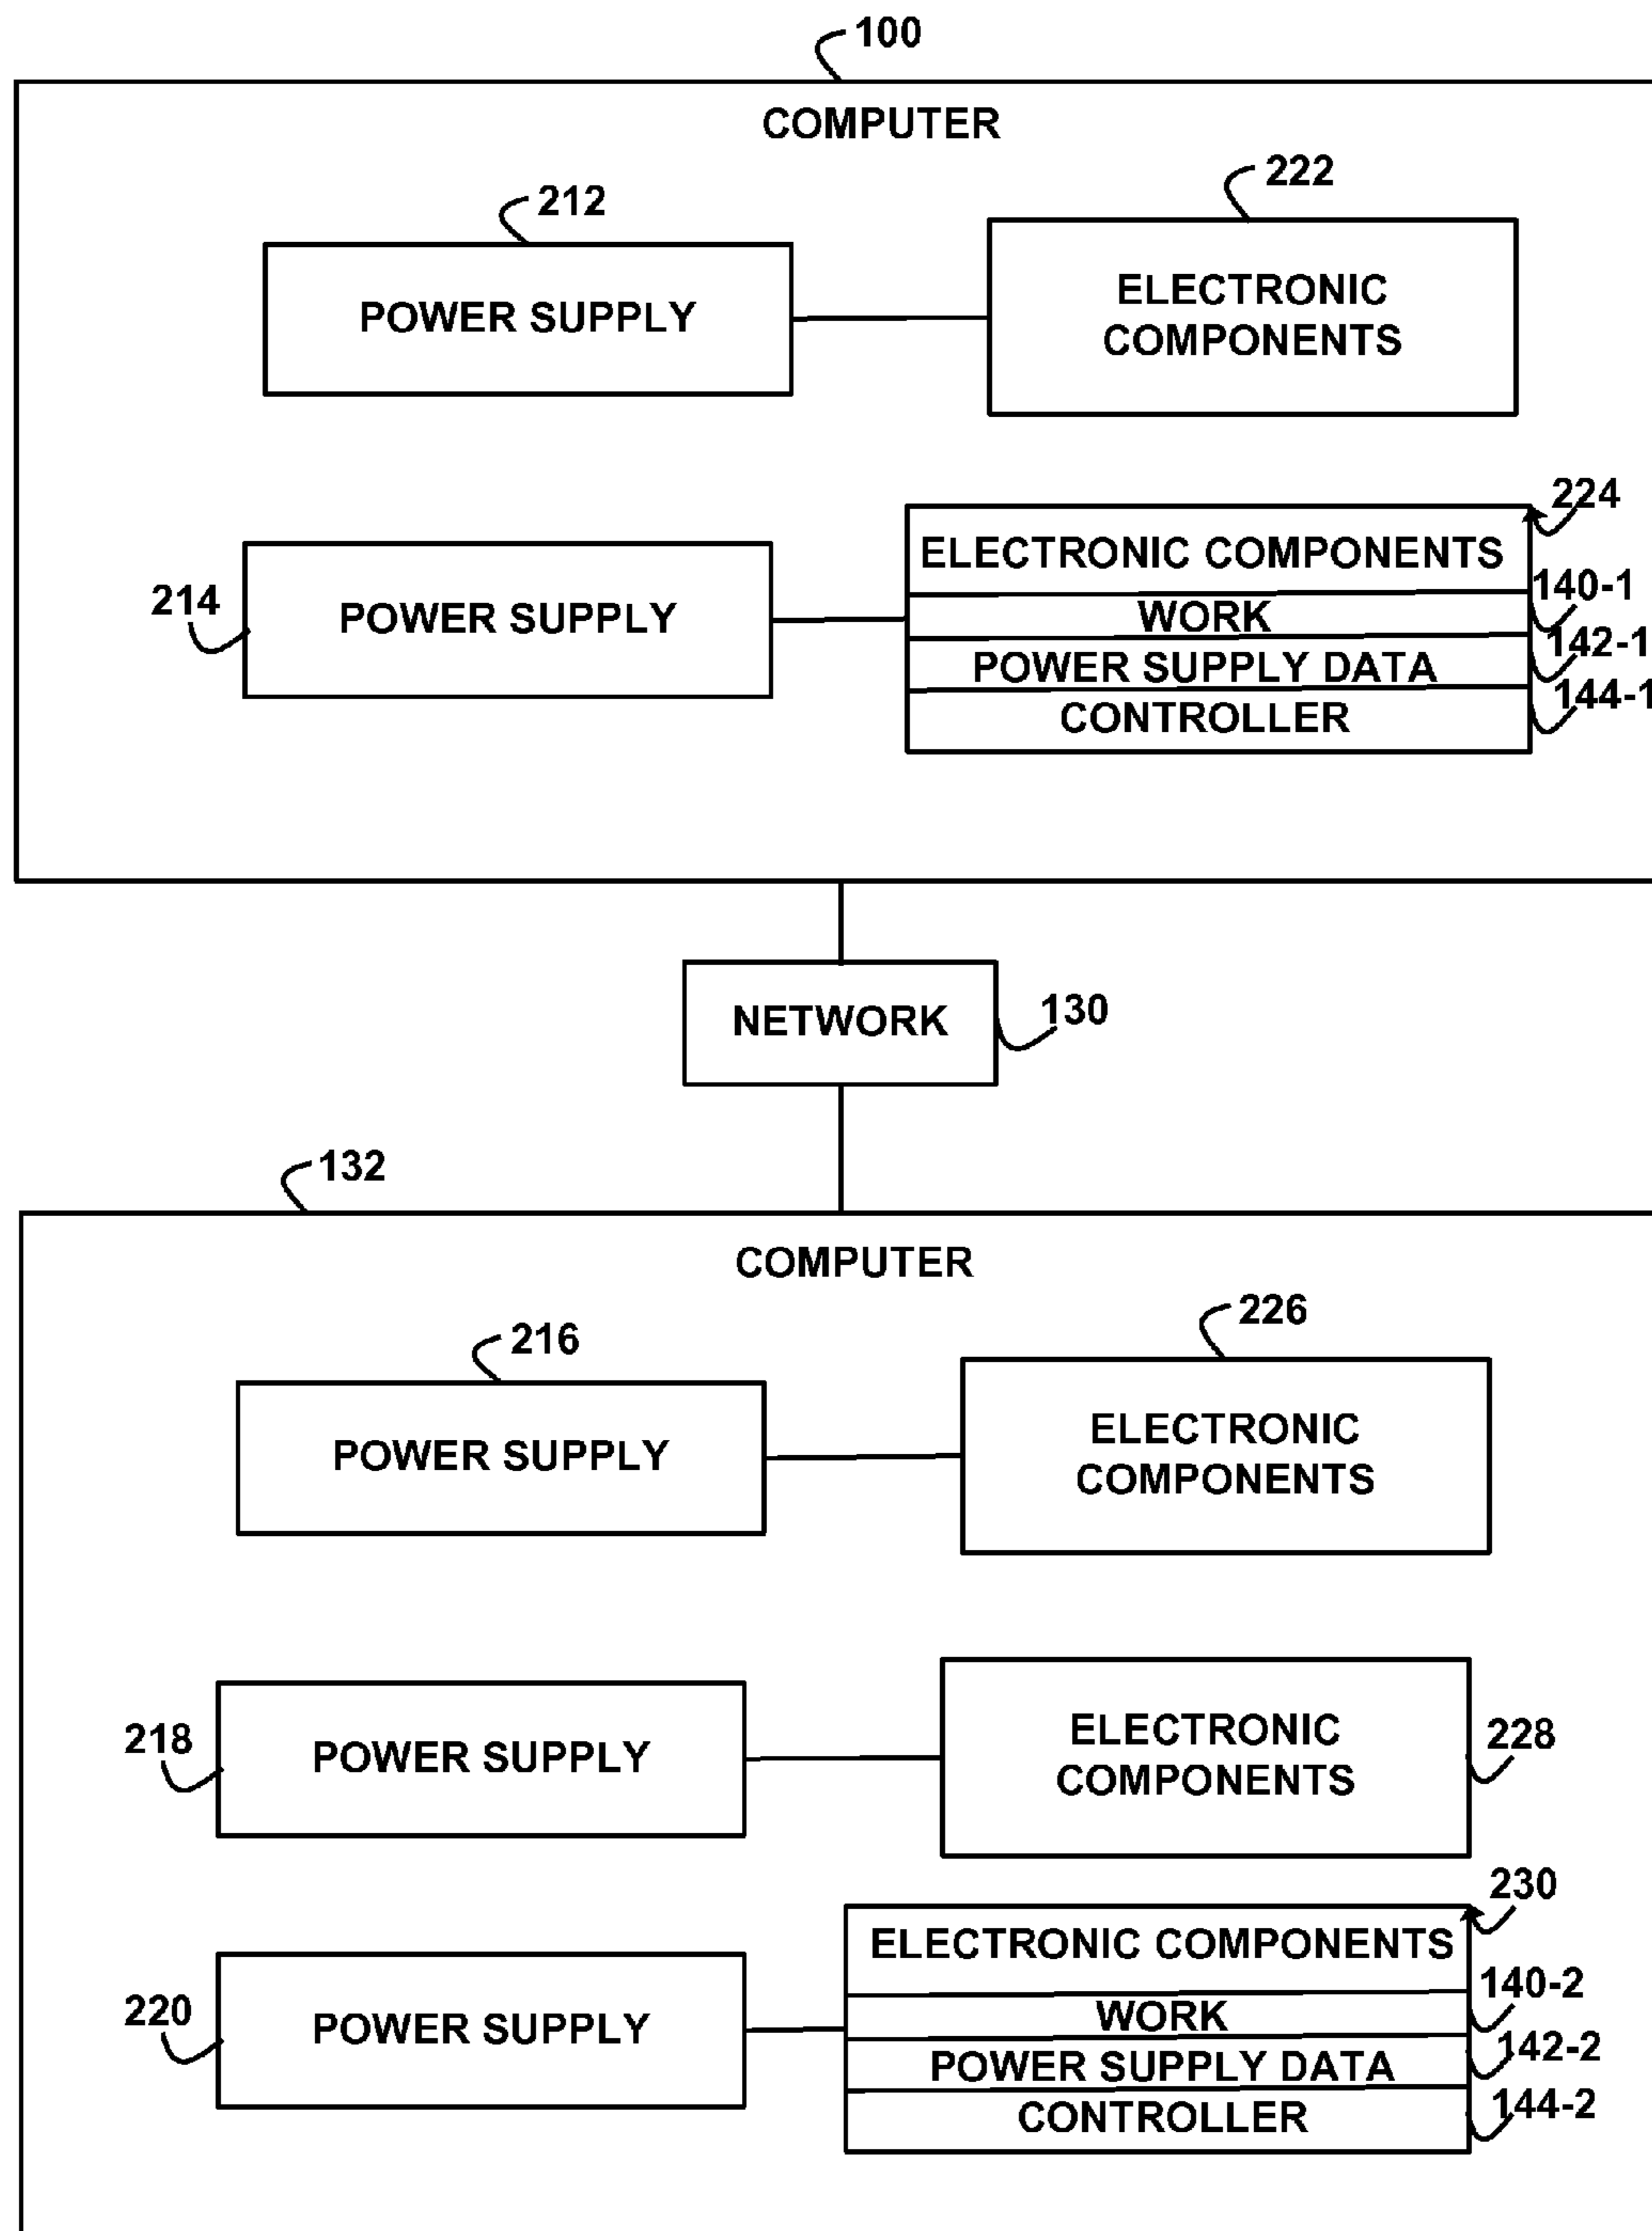 100
COMPUTER
212
222
POWER SUPPLY
ELECTRONIC
COMPONENTS
224
214
POWER SUPPLY
ELECTRONIC COMPONENTS
140-1
WORK
142-1
POWER SUPPLY DATA
144-1
CONTROLLER
NETWORK
130
132
COMPUTER
216
226
POWER SUPPLY
ELECTRONIC
COMPONENTS
218
POWER SUPPLY
ELECTRONIC
COMPONENTS
228
230
220
POWER SUPPLY
ELECTRONIC COMPONENTS
140-2
WORK
142-2
POWER SUPPLY DATA
144-2
CONTROLLER